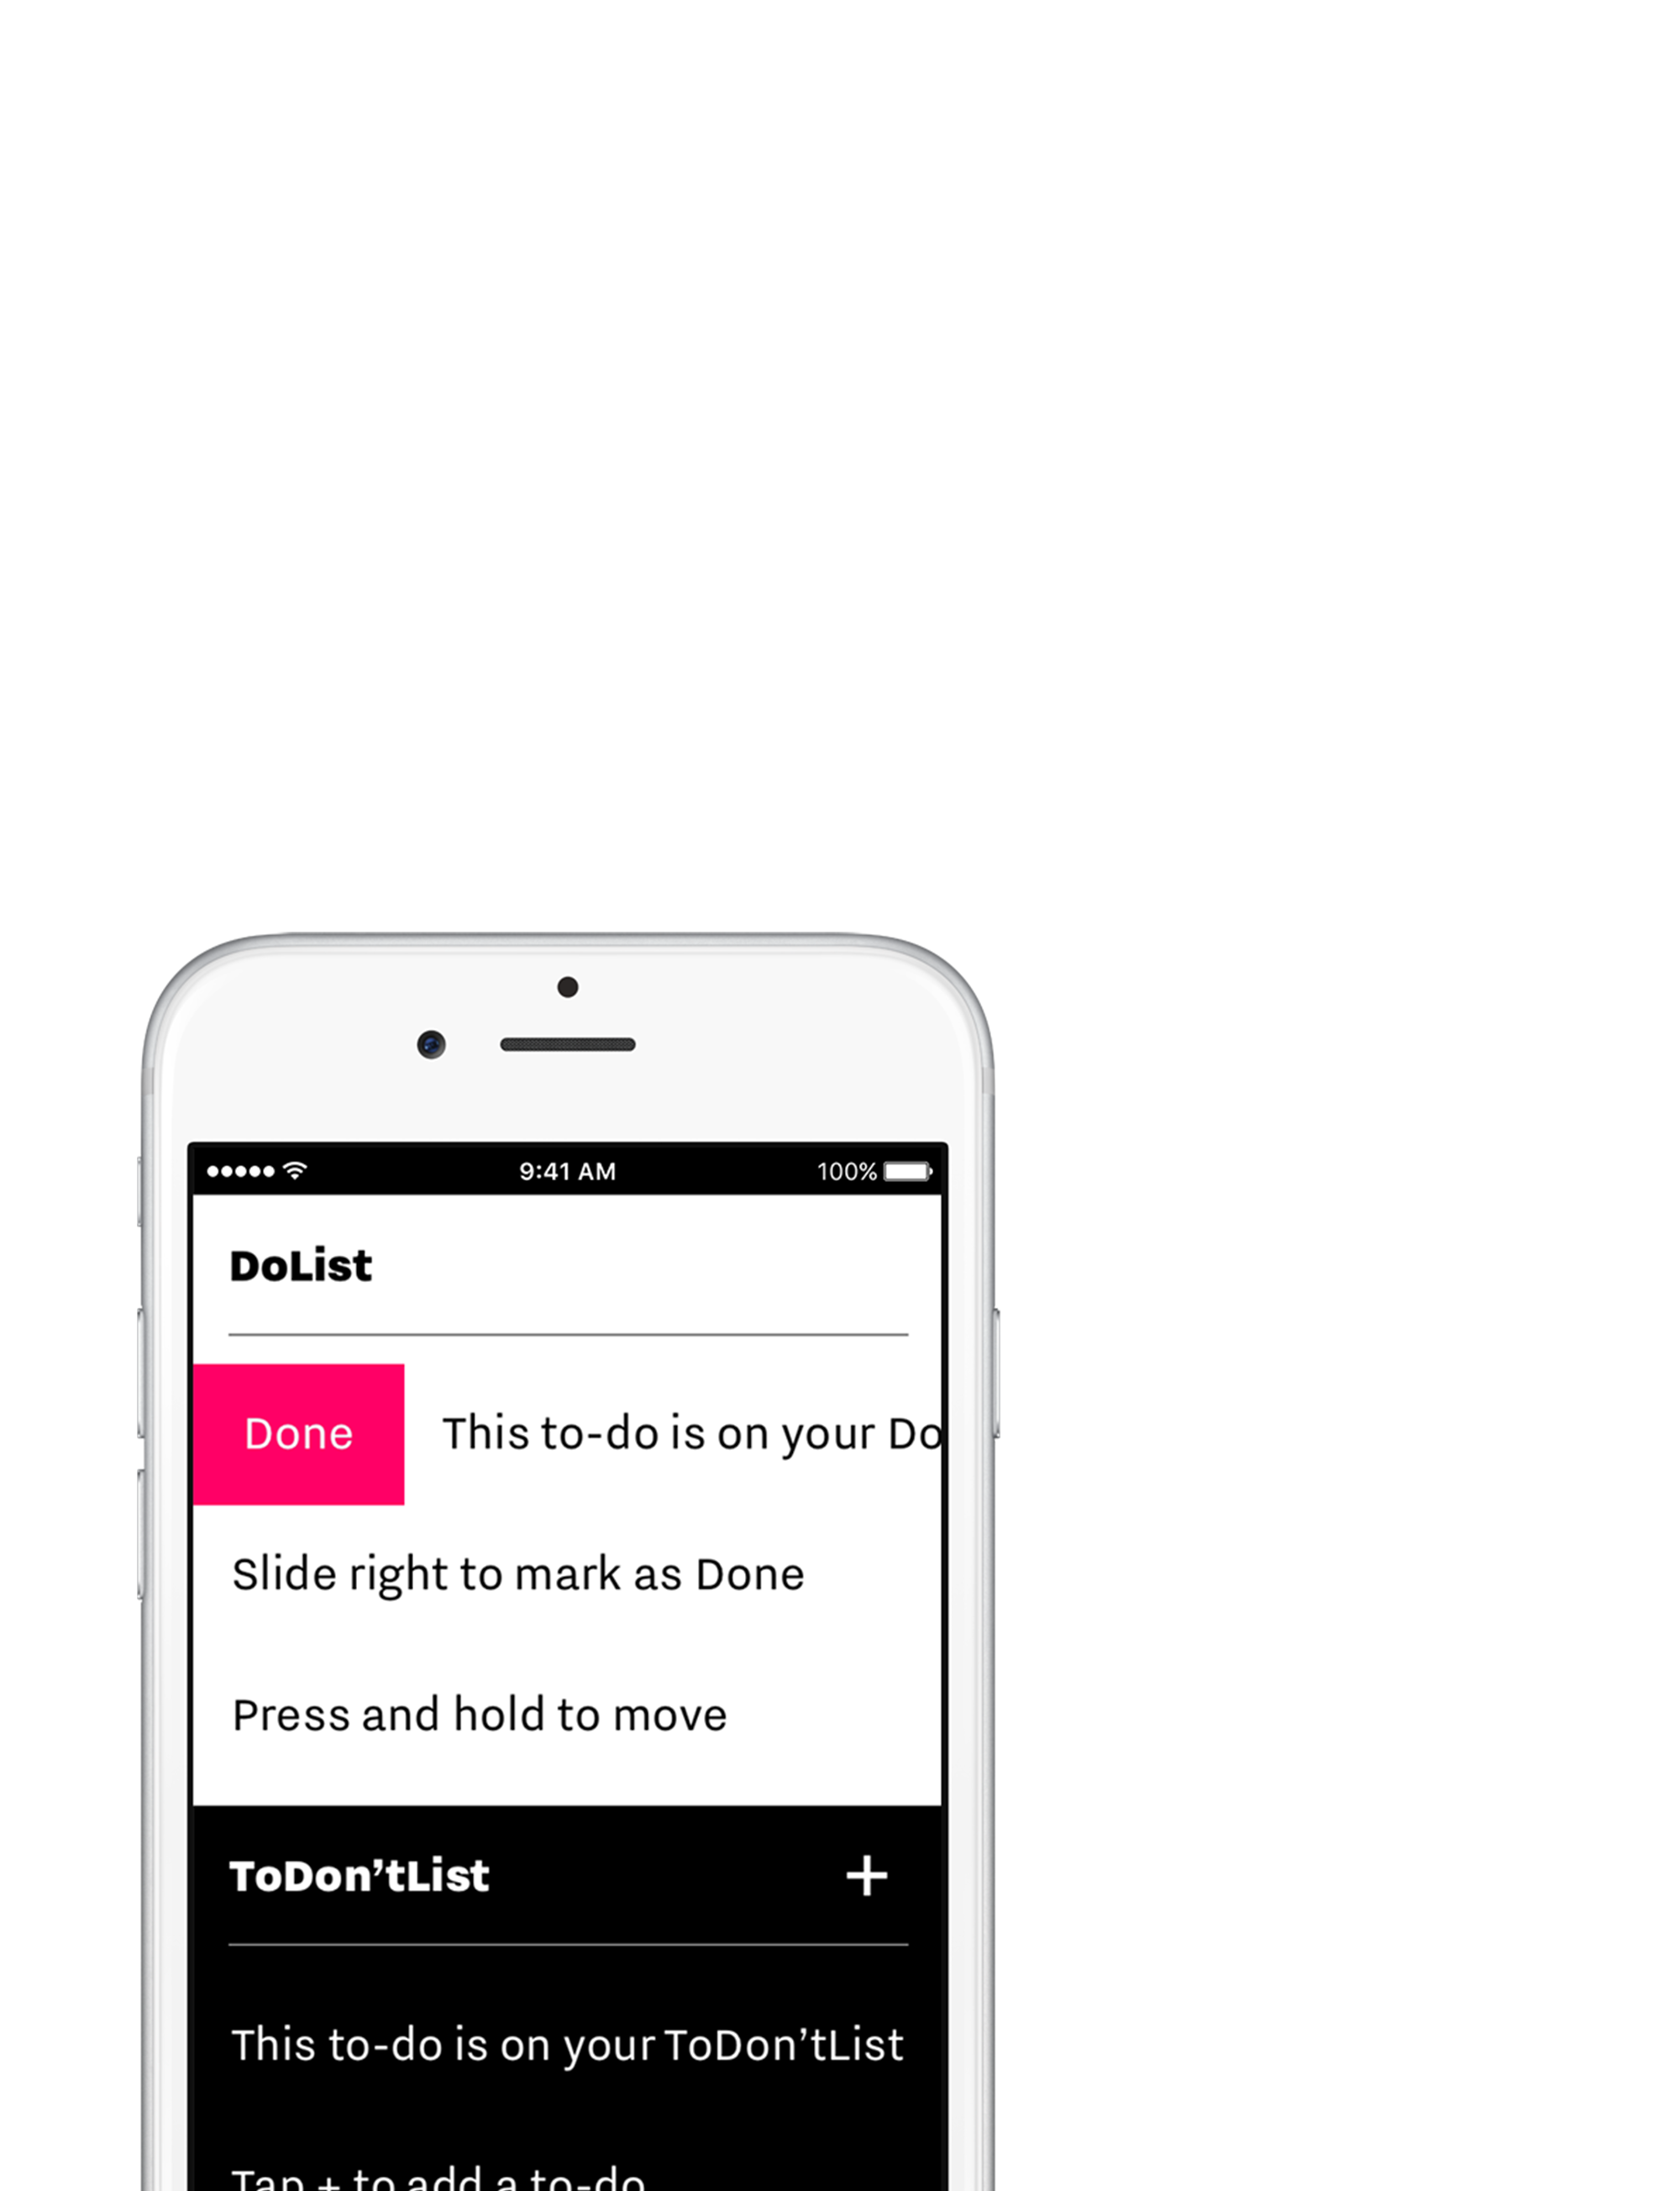 9:41 AM 100%
DoList
Done This to-do is on your Do
Slide right to mark as Done
Press and hold to move
ToDon’tList +
This to-do is on your ToDon’tList
Tap + to add a to-do